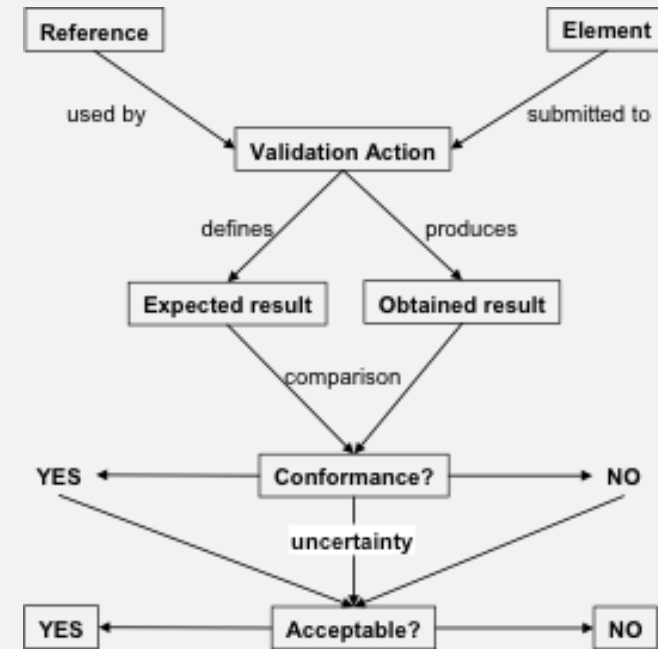 Reference
Element
used by
submitted to
Validation Action
defines
produces
Expected result
Obtained result
comparison
YES
Conformance?
NO
uncertainty
YES
Acceptable?
NO